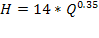 H = 14 * Q^0.35